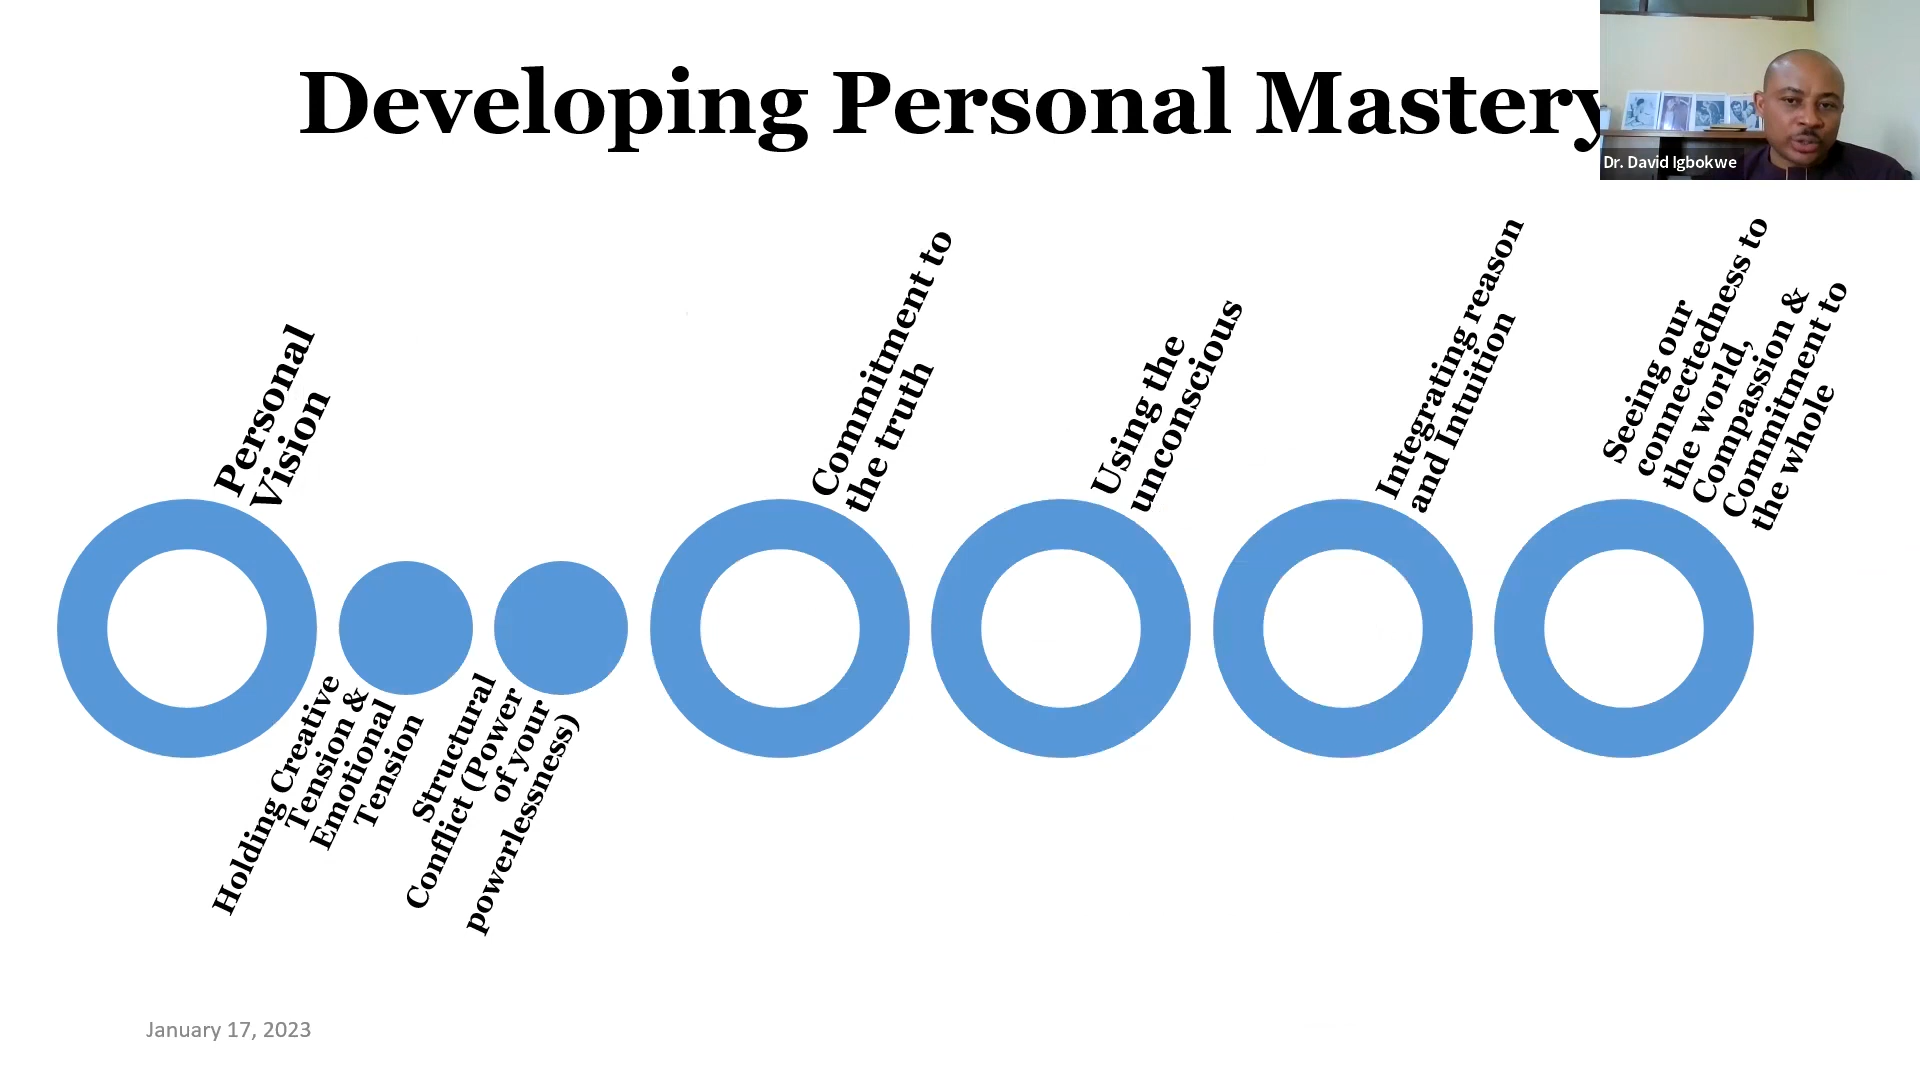 Developing Personal Mastery
Dr. David Igbokwe
Personal
Vision
Holding Creative
Tension &
Emotional
Tension
Structural
Conflict (Power
of your
powerlessness)
Commitment to
the truth
Using the
unconscious
Integrating reason
and Intuition
Seeing our
connectedness to
the world,
Compassion &
Commitment to
the whole
January 17, 2023